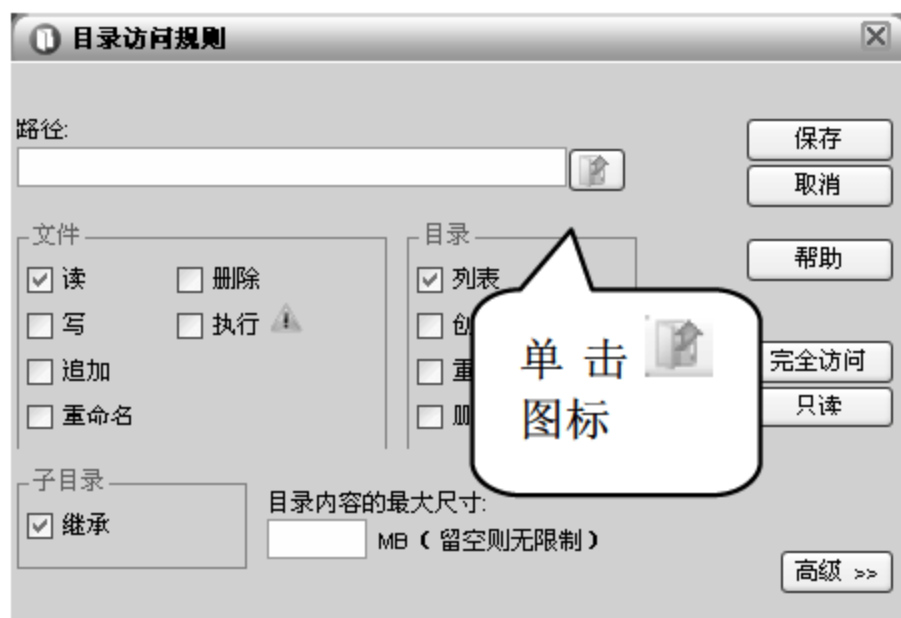 目录访问规则
路径:
保存
取消
帮助
完全访问
只读
文件
读
删除
写
执行
追加
重命名
目录
列表
创
重
单击
图标
子目录
继承
目录内容的最大尺寸:
MB（留空则无限制）
高级 >>